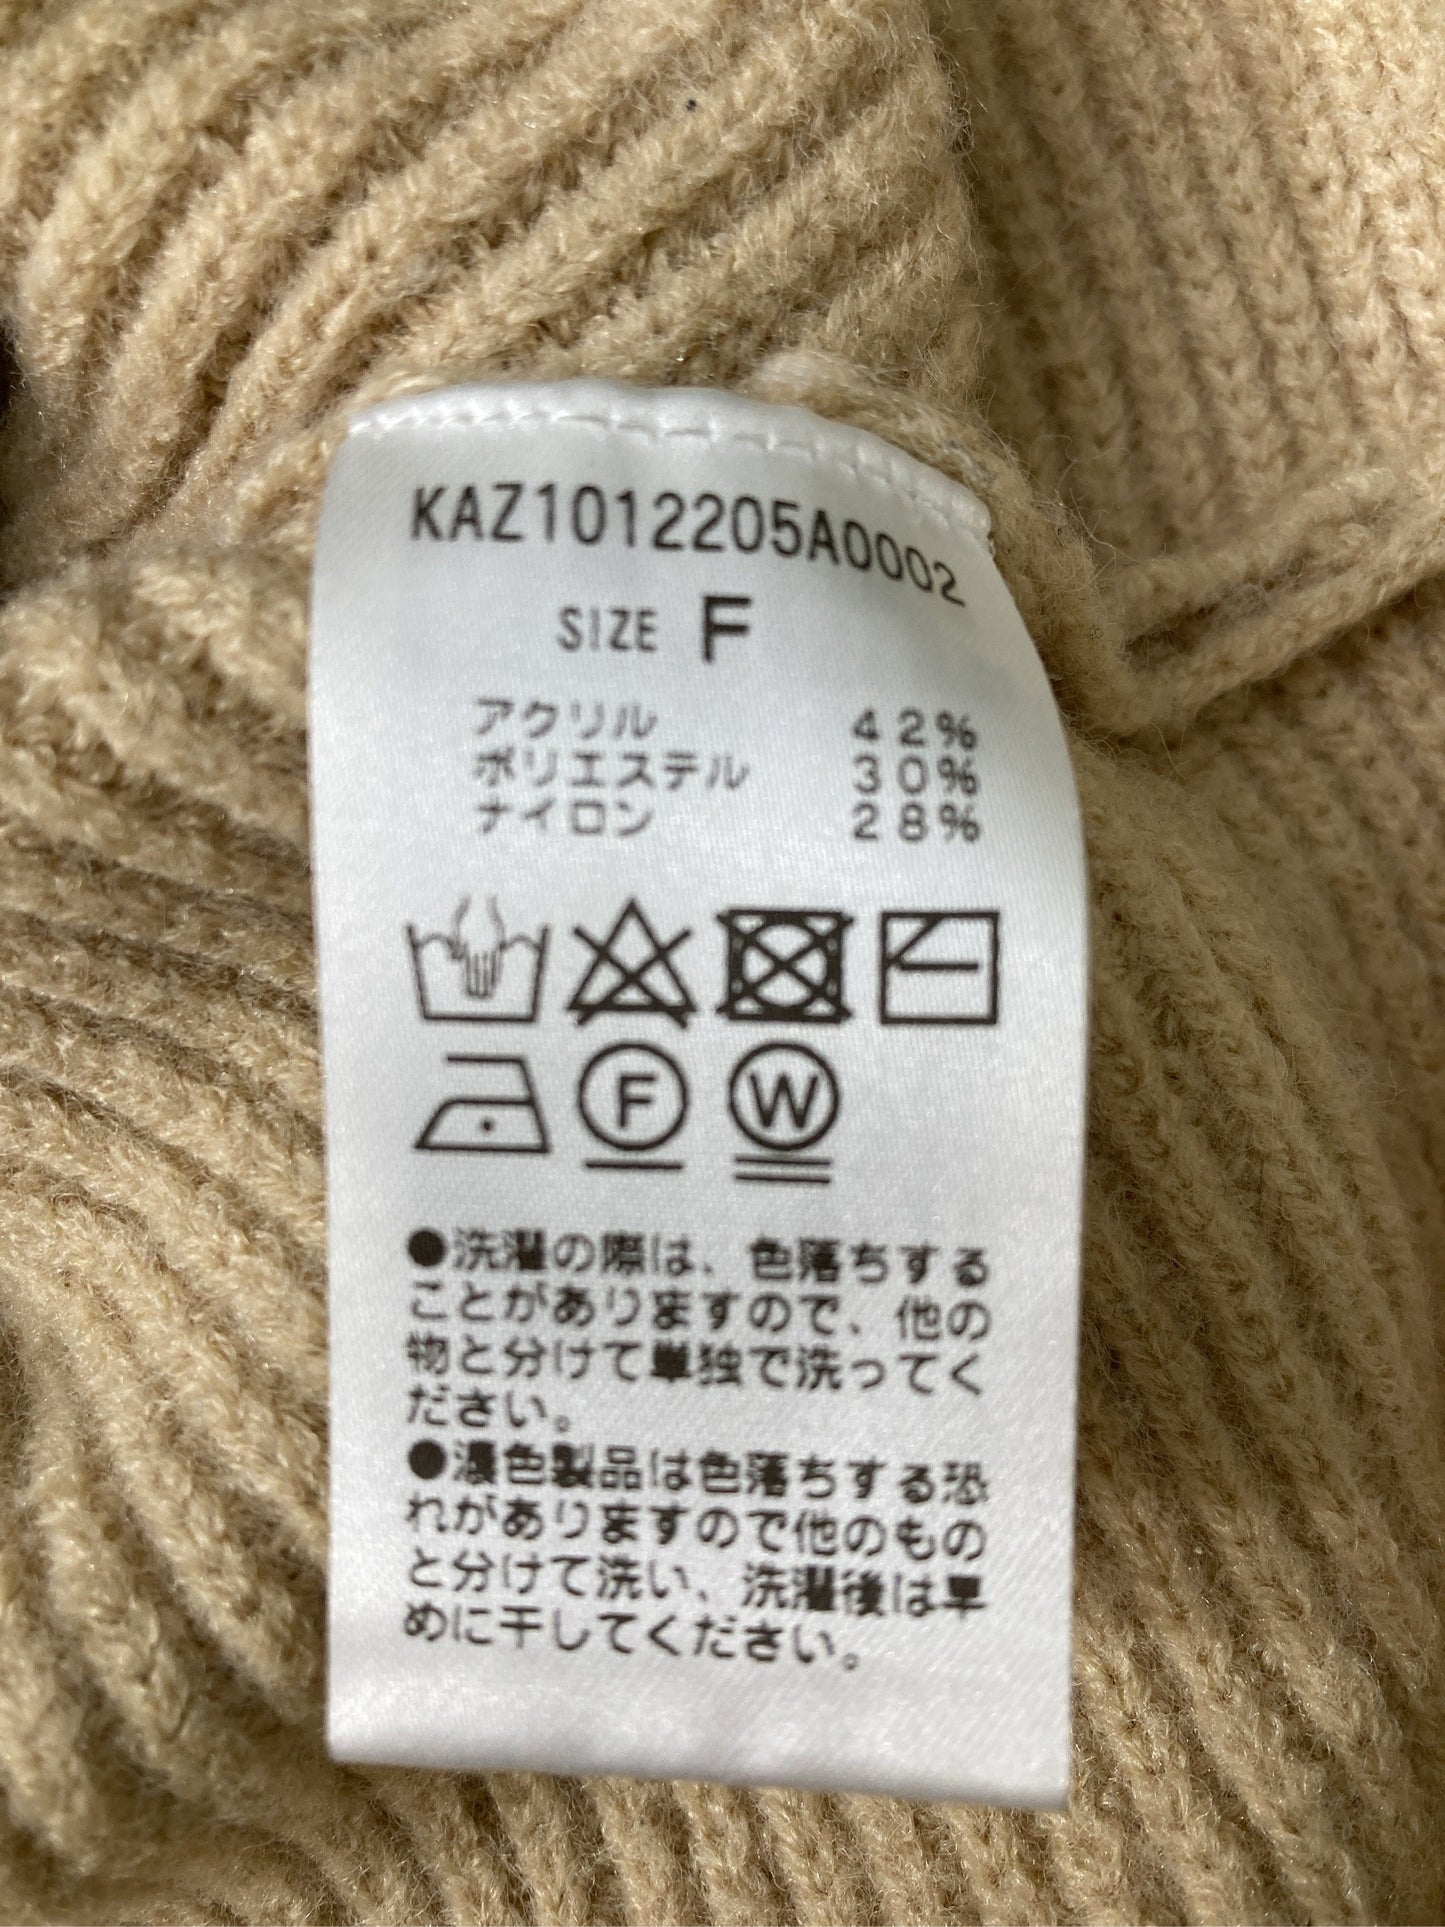 KAZ1012205A0002
SIZE F
アクリル 42%
ポリエステル 30%
ナイロン 28%
F W
●洗濯の際は、色落ちする
ことがありますので、他の
物と分けて単独で洗ってく
ださい。
●濃色製品は色落ちする恐
れがありますので他のもの
と分けて洗い、洗濯後は早
めに干してください。